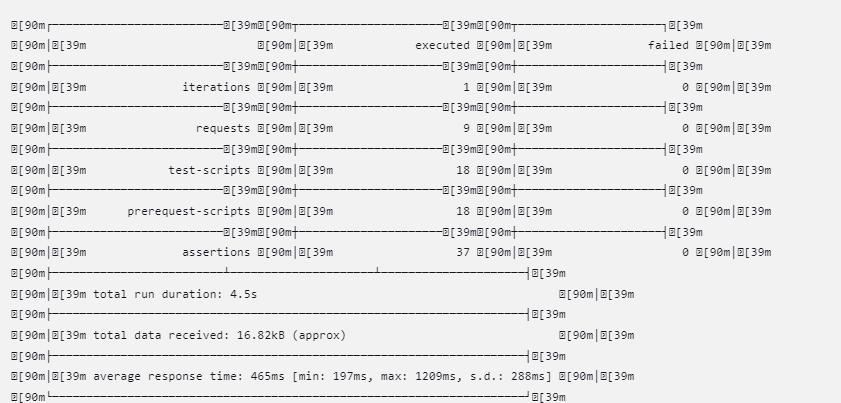 ␛[90m┌─────────────────────────␛[39m␛[90m┬─────────────────────␛[39m␛[90m┬─────────────────────┐␛[39m
␛[90m│␛[39m                         ␛[90m│␛[39m            executed ␛[90m│␛[39m              failed ␛[90m│␛[39m
␛[90m├─────────────────────────␛[39m␛[90m┼─────────────────────␛[39m␛[90m┼─────────────────────┤␛[39m
␛[90m│␛[39m              iterations ␛[90m│␛[39m                   1 ␛[90m│␛[39m                   0 ␛[90m│␛[39m
␛[90m├─────────────────────────␛[39m␛[90m┼─────────────────────␛[39m␛[90m┼─────────────────────┤␛[39m
␛[90m│␛[39m                requests ␛[90m│␛[39m                   9 ␛[90m│␛[39m                   0 ␛[90m│␛[39m
␛[90m├─────────────────────────␛[39m␛[90m┼─────────────────────␛[39m␛[90m┼─────────────────────┤␛[39m
␛[90m│␛[39m            test-scripts ␛[90m│␛[39m                  18 ␛[90m│␛[39m                   0 ␛[90m│␛[39m
␛[90m├─────────────────────────␛[39m␛[90m┼─────────────────────␛[39m␛[90m┼─────────────────────┤␛[39m
␛[90m│␛[39m      prerequest-scripts ␛[90m│␛[39m                  18 ␛[90m│␛[39m                   0 ␛[90m│␛[39m
␛[90m├─────────────────────────␛[39m␛[90m┼─────────────────────␛[39m␛[90m┼─────────────────────┤␛[39m
␛[90m│␛[39m              assertions ␛[90m│␛[39m                  37 ␛[90m│␛[39m                   0 ␛[90m│␛[39m
␛[90m├─────────────────────────┴─────────────────────┴─────────────────────┤␛[39m
␛[90m│␛[39m total run duration: 4.5s                                            ␛[90m│␛[39m
␛[90m├─────────────────────────────────────────────────────────────────────┤␛[39m
␛[90m│␛[39m total data received: 16.82kB (approx)                               ␛[90m│␛[39m
␛[90m├─────────────────────────────────────────────────────────────────────┤␛[39m
␛[90m│␛[39m average response time: 465ms [min: 197ms, max: 1209ms, s.d.: 288ms] ␛[90m│␛[39m
␛[90m└─────────────────────────────────────────────────────────────────────┘␛[39m